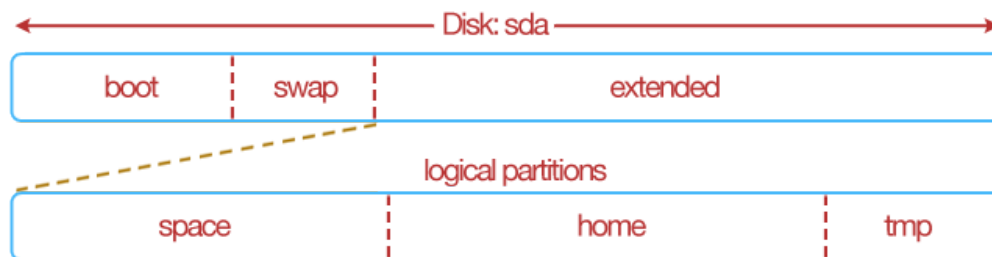 Disk: sda
boot swap extended
logical partitions
space home tmp